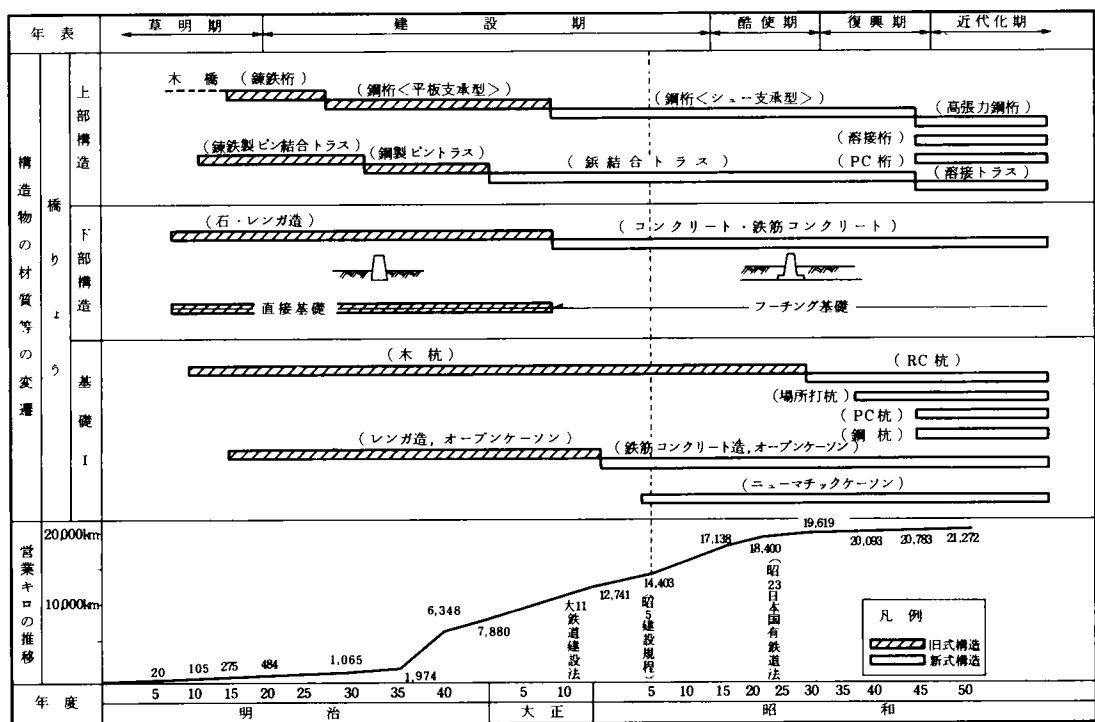 年表
草明期
建設期
酷使期
復興期
近代化期
構造物の材質等の変遷
橋りょう
上部構造
木橋
(錬鉄桁)
(鋼桁<平板支承型>)
(鋼桁<シュー支承型>)
(高張力鋼桁)
(溶接桁)
(PC桁)
(錬鉄製ピン結合トラス)
(鋼製ピントラス)
(鋲結合トラス)
(溶接トラス)
下部構造
(石・レンガ造)
(コンクリート・鉄筋コンクリート)
直接基礎
フーチング基礎
基礎工
(木杭)
(RC杭)
(場所打杭)
(PC杭)
(鋼杭)
(レンガ造,オープンケーソン)
(鉄筋コンクリート造,オープンケーソン)
(ニューマチックケーソン)
営業キロの推移
20,000km
10,000km
20
105
275
484
1,065
1,974
6,348
7,880
12,741
14,403
17,138
18,400
19,619
20,093
20,783
21,272
大11鉄道建設法
(昭5建設規程)
(昭23日本国有鉄道法)
凡例
旧式構造
新式構造
年度
5 10 15 20 25 30 35 40 5 10 5 10 15 20 25 30 35 40 45 50
明治
大正
昭和